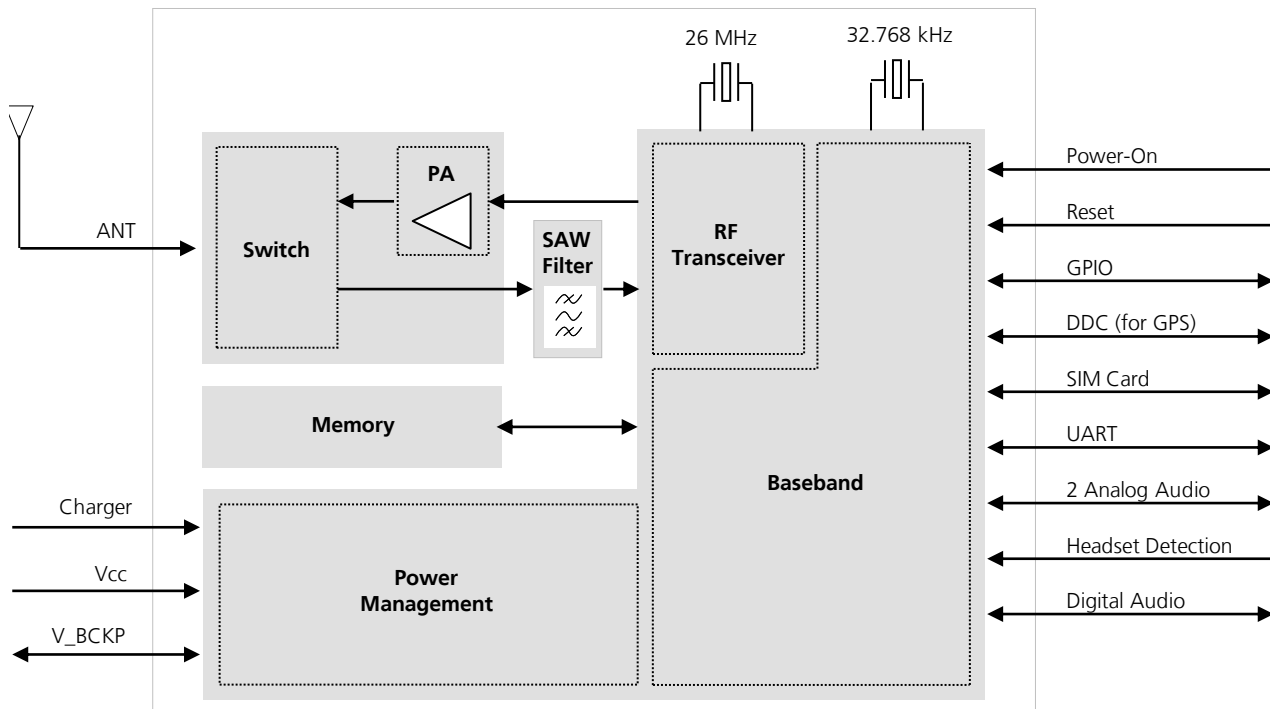 26 MHz
32.768 kHz
ANT
Switch
PA
SAW
Filter
RF
Transceiver
Memory
Baseband
Charger
Vcc
V_BCKP
Power
Management
Power-On
Reset
GPIO
DDC (for GPS)
SIM Card
UART
2 Analog Audio
Headset Detection
Digital Audio